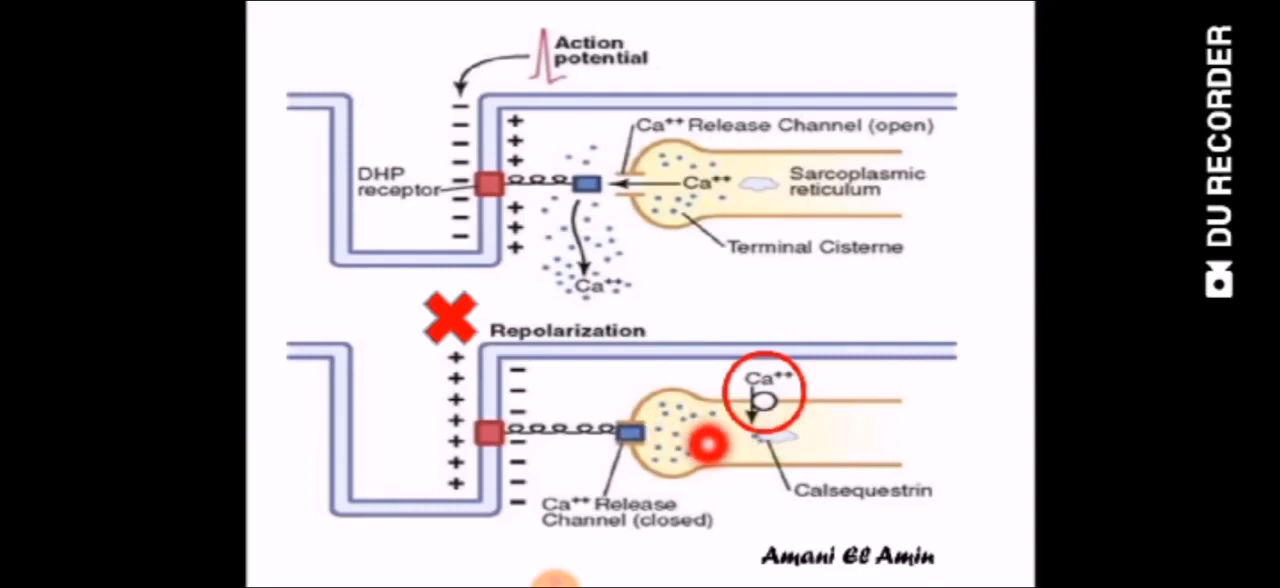 Action
potential
Ca⁺⁺ Release Channel (open)
DHP
receptor
Ca⁺⁺
Sarcoplasmic
reticulum
Terminal Cisterne
Ca⁺⁺
Repolarization
Ca⁺⁺
Calsequestrin
Ca⁺⁺ Release
Channel (closed)
Amani El Amin
DU RECORDER